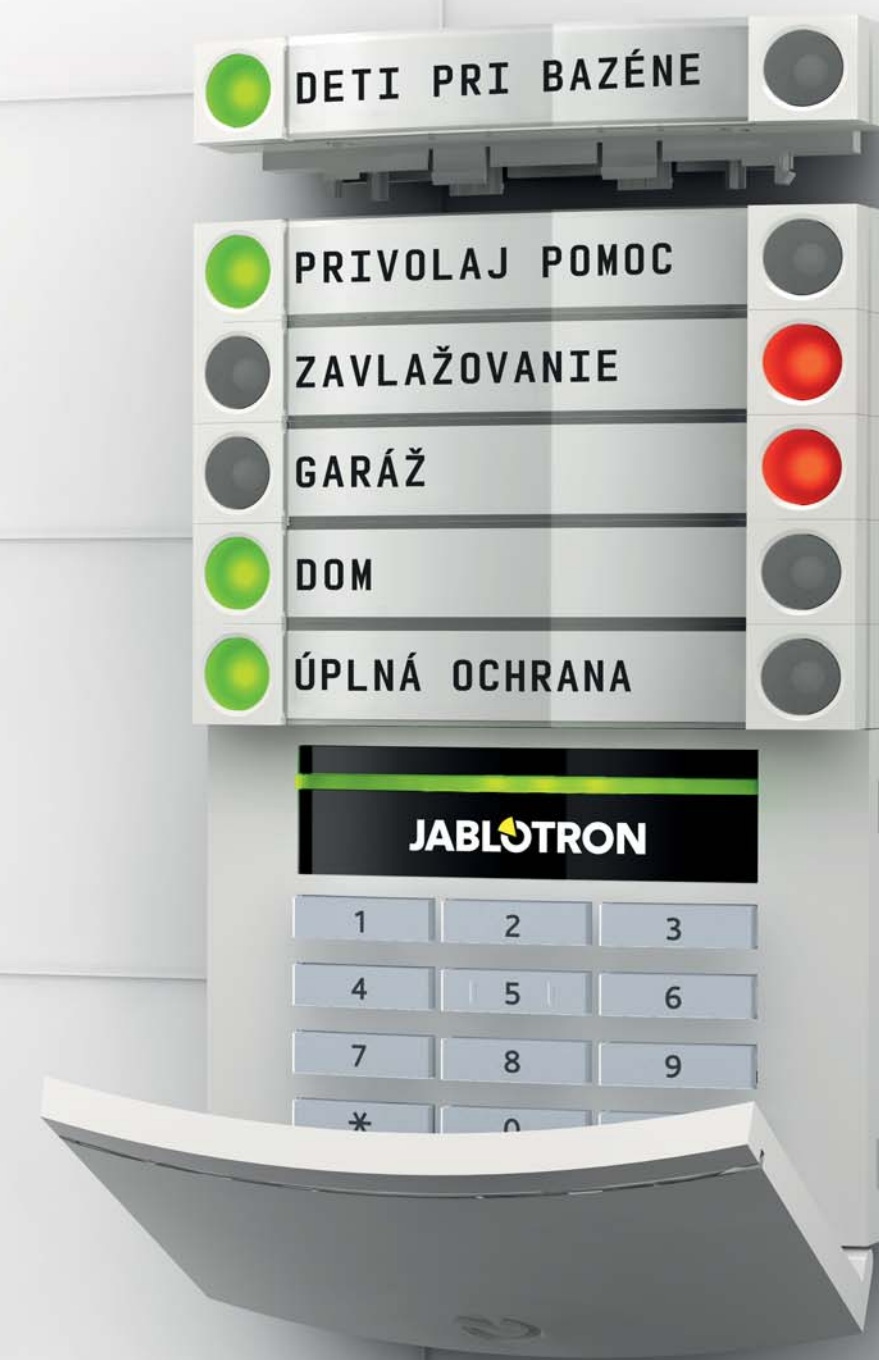 DETI PRI BAZÉNE
PRIVOLAJ POMOC
ZAVLAŽOVANIE
GARÁŽ
DOM
ÚPLNÁ OCHRANA
JABLOTRON
1 2 3
4 5 6
7 8 9
* 0